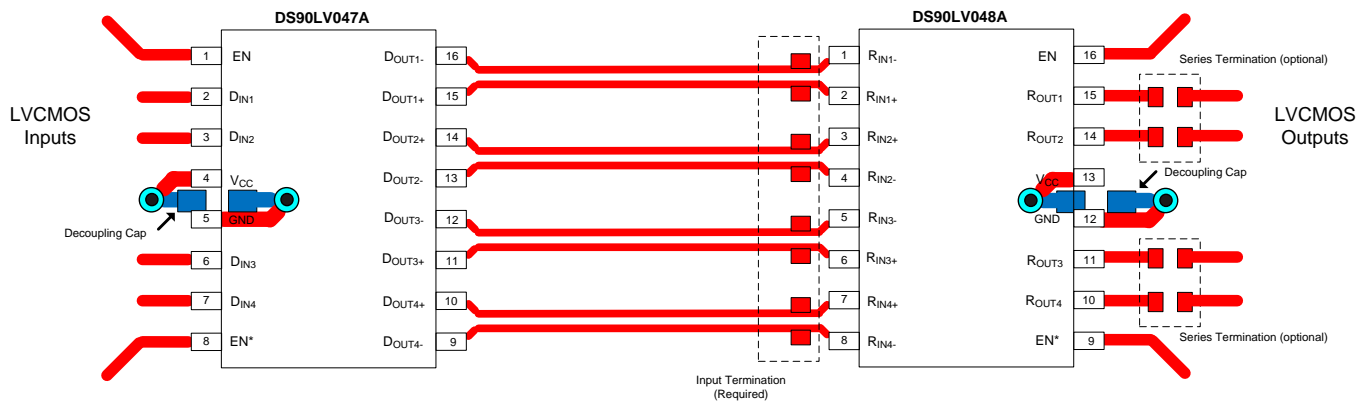 DS90LV047A
DS90LV048A
LVCMOS
Inputs
1 EN
2 DIN1
3 DIN2
4 VCC
5 GND
6 DIN3
7 DIN4
8 EN*
Decoupling Cap
DOUT1- 16
DOUT1+ 15
DOUT2+ 14
DOUT2- 13
DOUT3- 12
DOUT3+ 11
DOUT4+ 10
DOUT4- 9
Input Termination
(Required)
1 RIN1-
2 RIN1+
3 RIN2+
4 RIN2-
5 RIN3-
6 RIN3+
7 RIN4+
8 RIN4-
EN 16
ROUT1 15
ROUT2 14
VCC 13
GND 12
ROUT3 11
ROUT4 10
EN* 9
Series Termination (optional)
LVCMOS
Outputs
Decoupling Cap
Series Termination (optional)